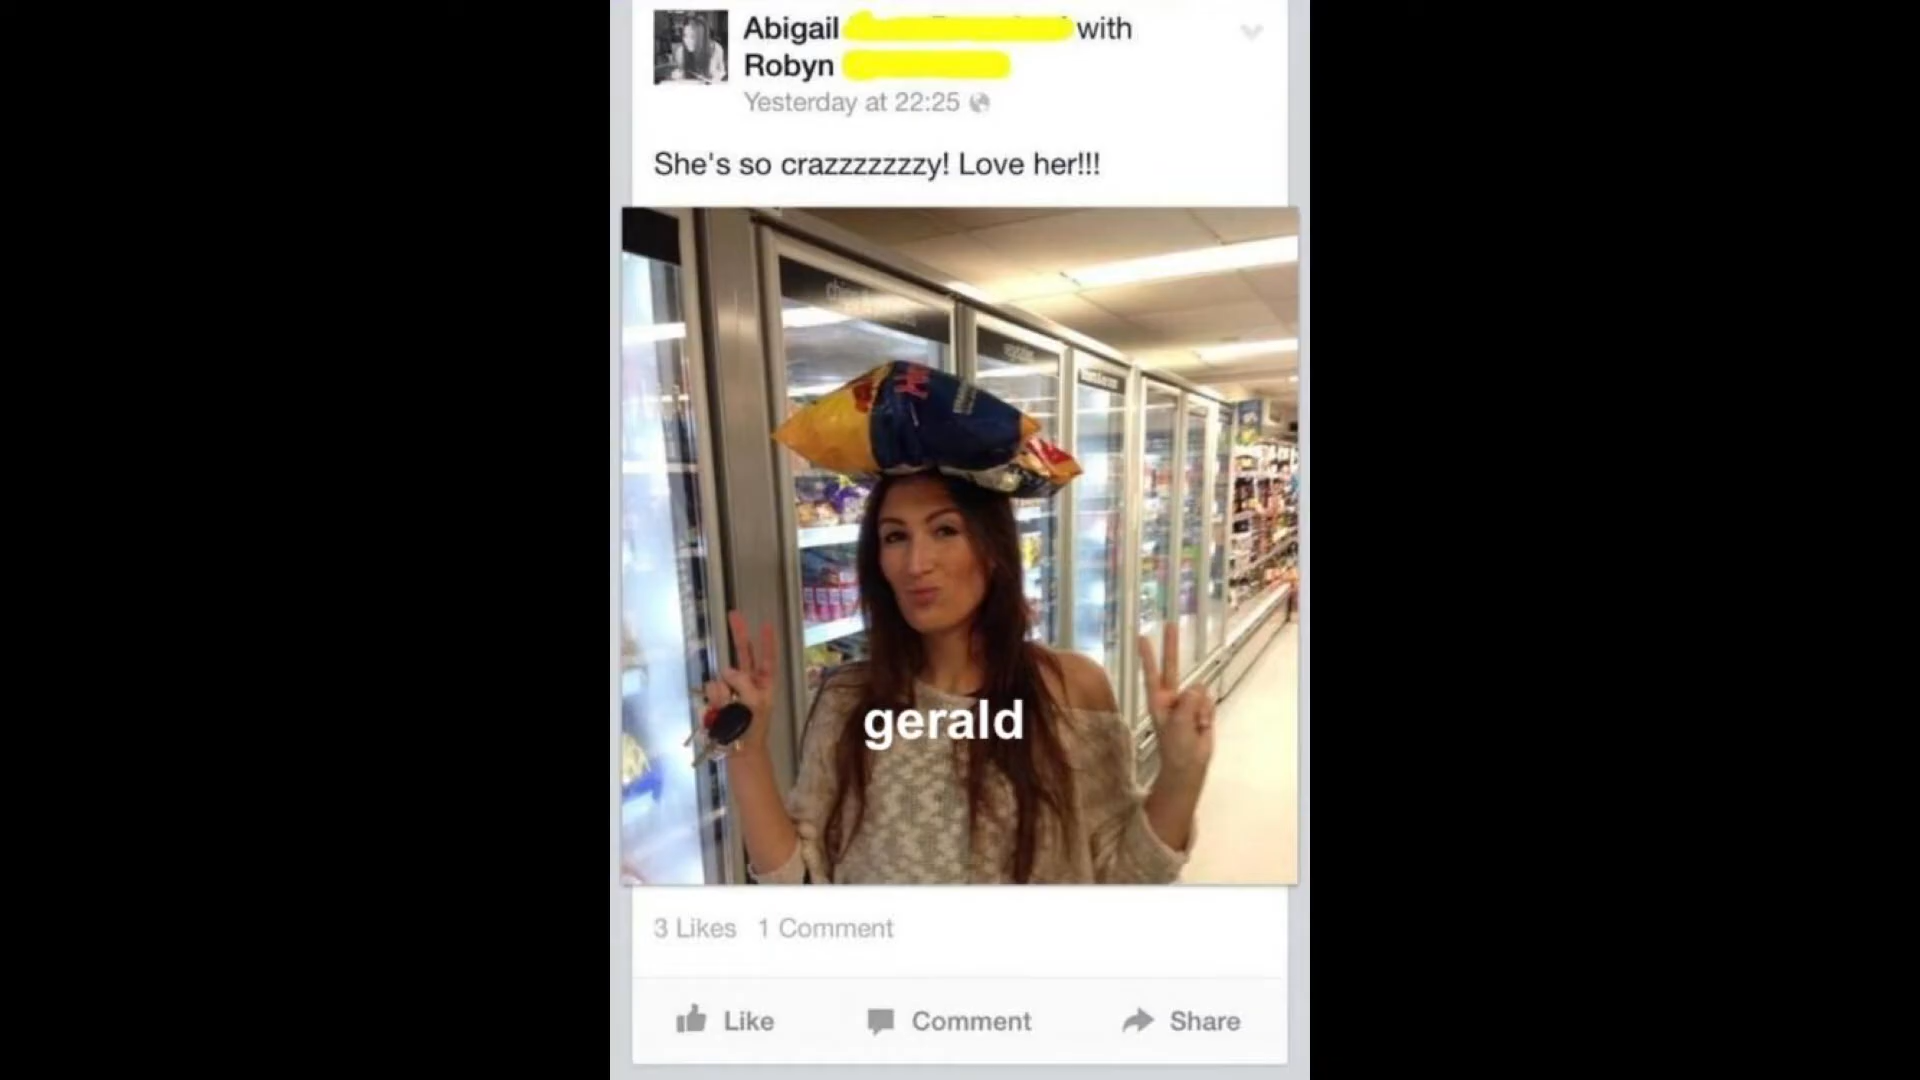 Abigail with
Robyn
Yesterday at 22:25
She's so crazzzzzzzy! Love her!!!
gerald
3 Likes 1 Comment
Like Comment Share